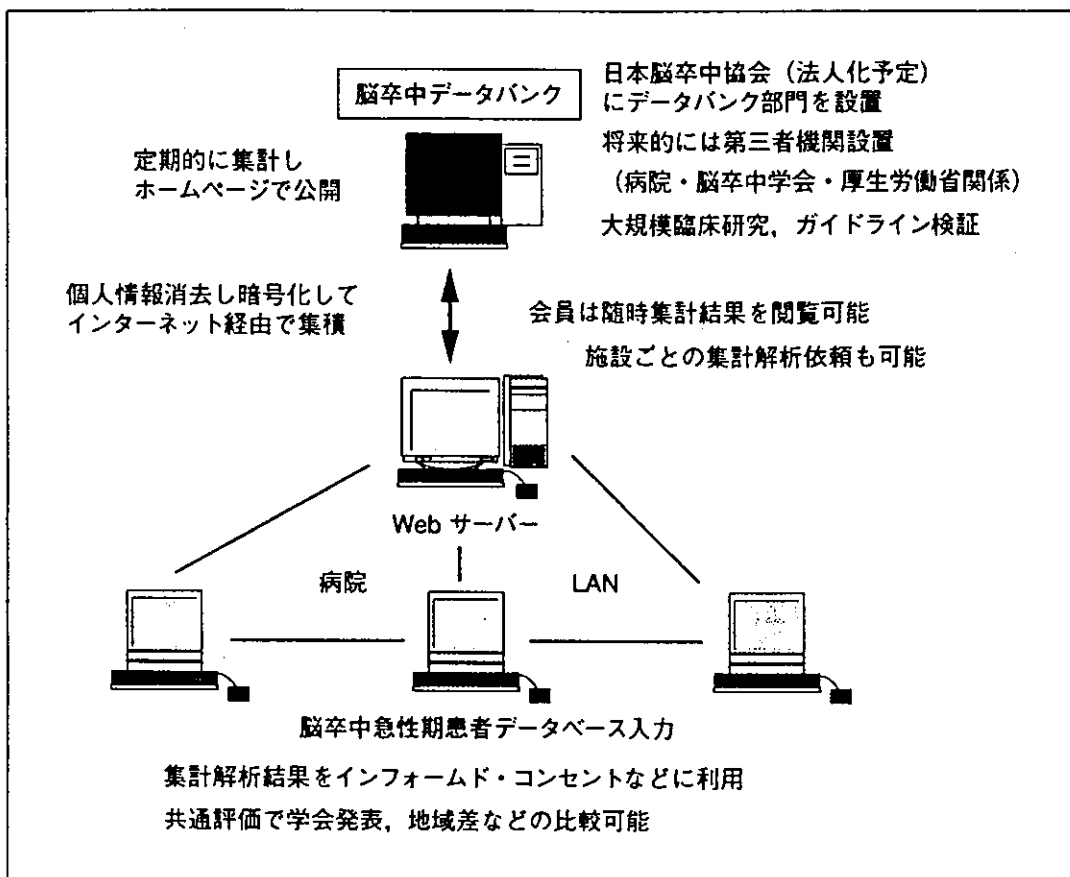 脳卒中データバンク
日本脳卒中協会（法人化予定）
にデータバンク部門を設置
将来的には第三者機関設置
（病院・脳卒中学会・厚生労働省関係）
大規模臨床研究，ガイドライン検証
定期的に集計し
ホームページで公開
個人情報消去し暗号化して
インターネット経由で集積
会員は随時集計結果を閲覧可能
施設ごとの集計解析依頼も可能
Web サーバー
病院
LAN
脳卒中急性期患者データベース入力
集計解析結果をインフォームド・コンセントなどに利用
共通評価で学会発表，地域差などの比較可能